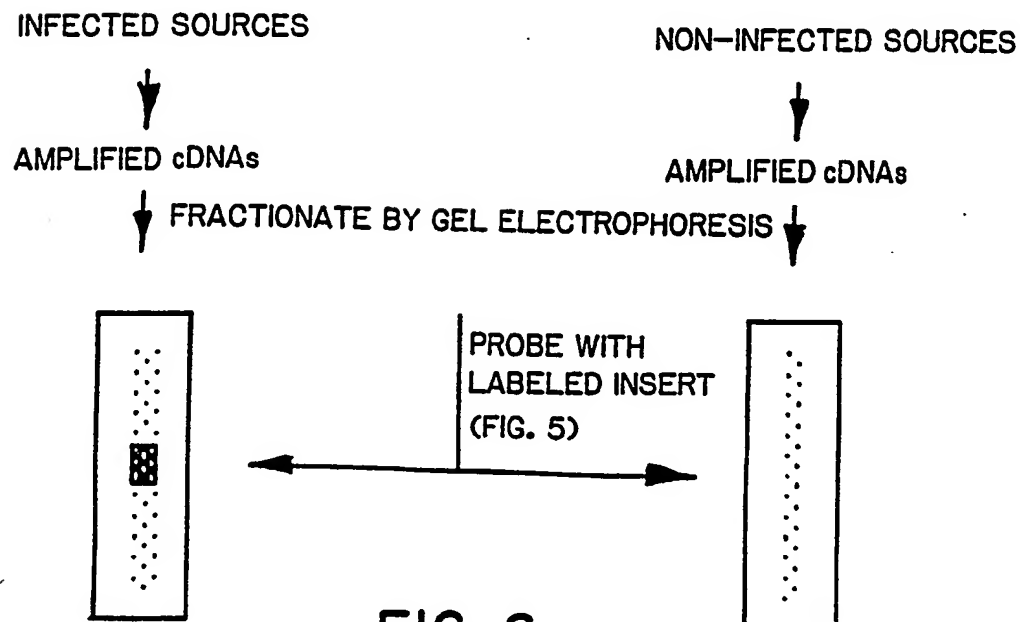 INFECTED SOURCES
NON-INFECTED SOURCES
AMPLIFIED cDNAs
AMPLIFIED cDNAs
FRACTIONATE BY GEL ELECTROPHORESIS
PROBE WITH
LABELED INSERT
(FIG. 5)
FIG.